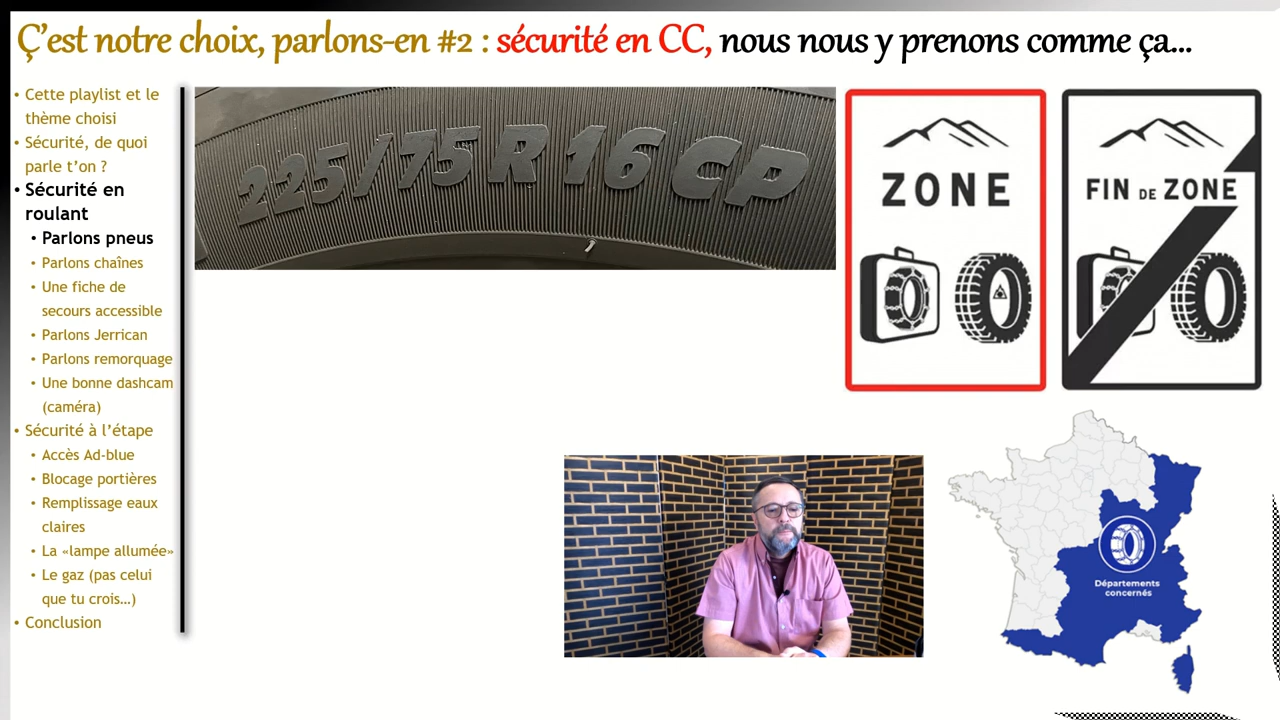 Ç'est notre choix, parlons-en #2 : sécurité en CC, nous nous y prenons comme ça...
• Cette playlist et le
thème choisi
• Sécurité, de quoi
parle t'on ?
• Sécurité en
roulant
• Parlons pneus
• Parlons chaînes
• Une fiche de
secours accessible
• Parlons Jerrican
• Parlons remorquage
• Une bonne dashcam
(caméra)
• Sécurité à l'étape
• Accès Ad-blue
• Blocage portières
• Remplissage eaux
claires
• La «lampe allumée»
• Le gaz (pas celui
que tu crois...)
• Conclusion
225/75 R 16 CP
ZONE
FIN DE ZONE
Départements
concernés